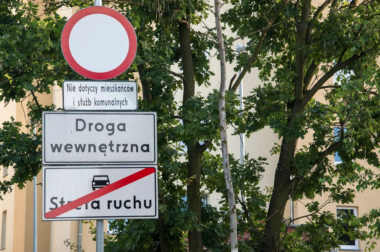 Nie dotyczy mieszkańców
i służb komunalnych
Droga
wewnętrzna
Strefa ruchu